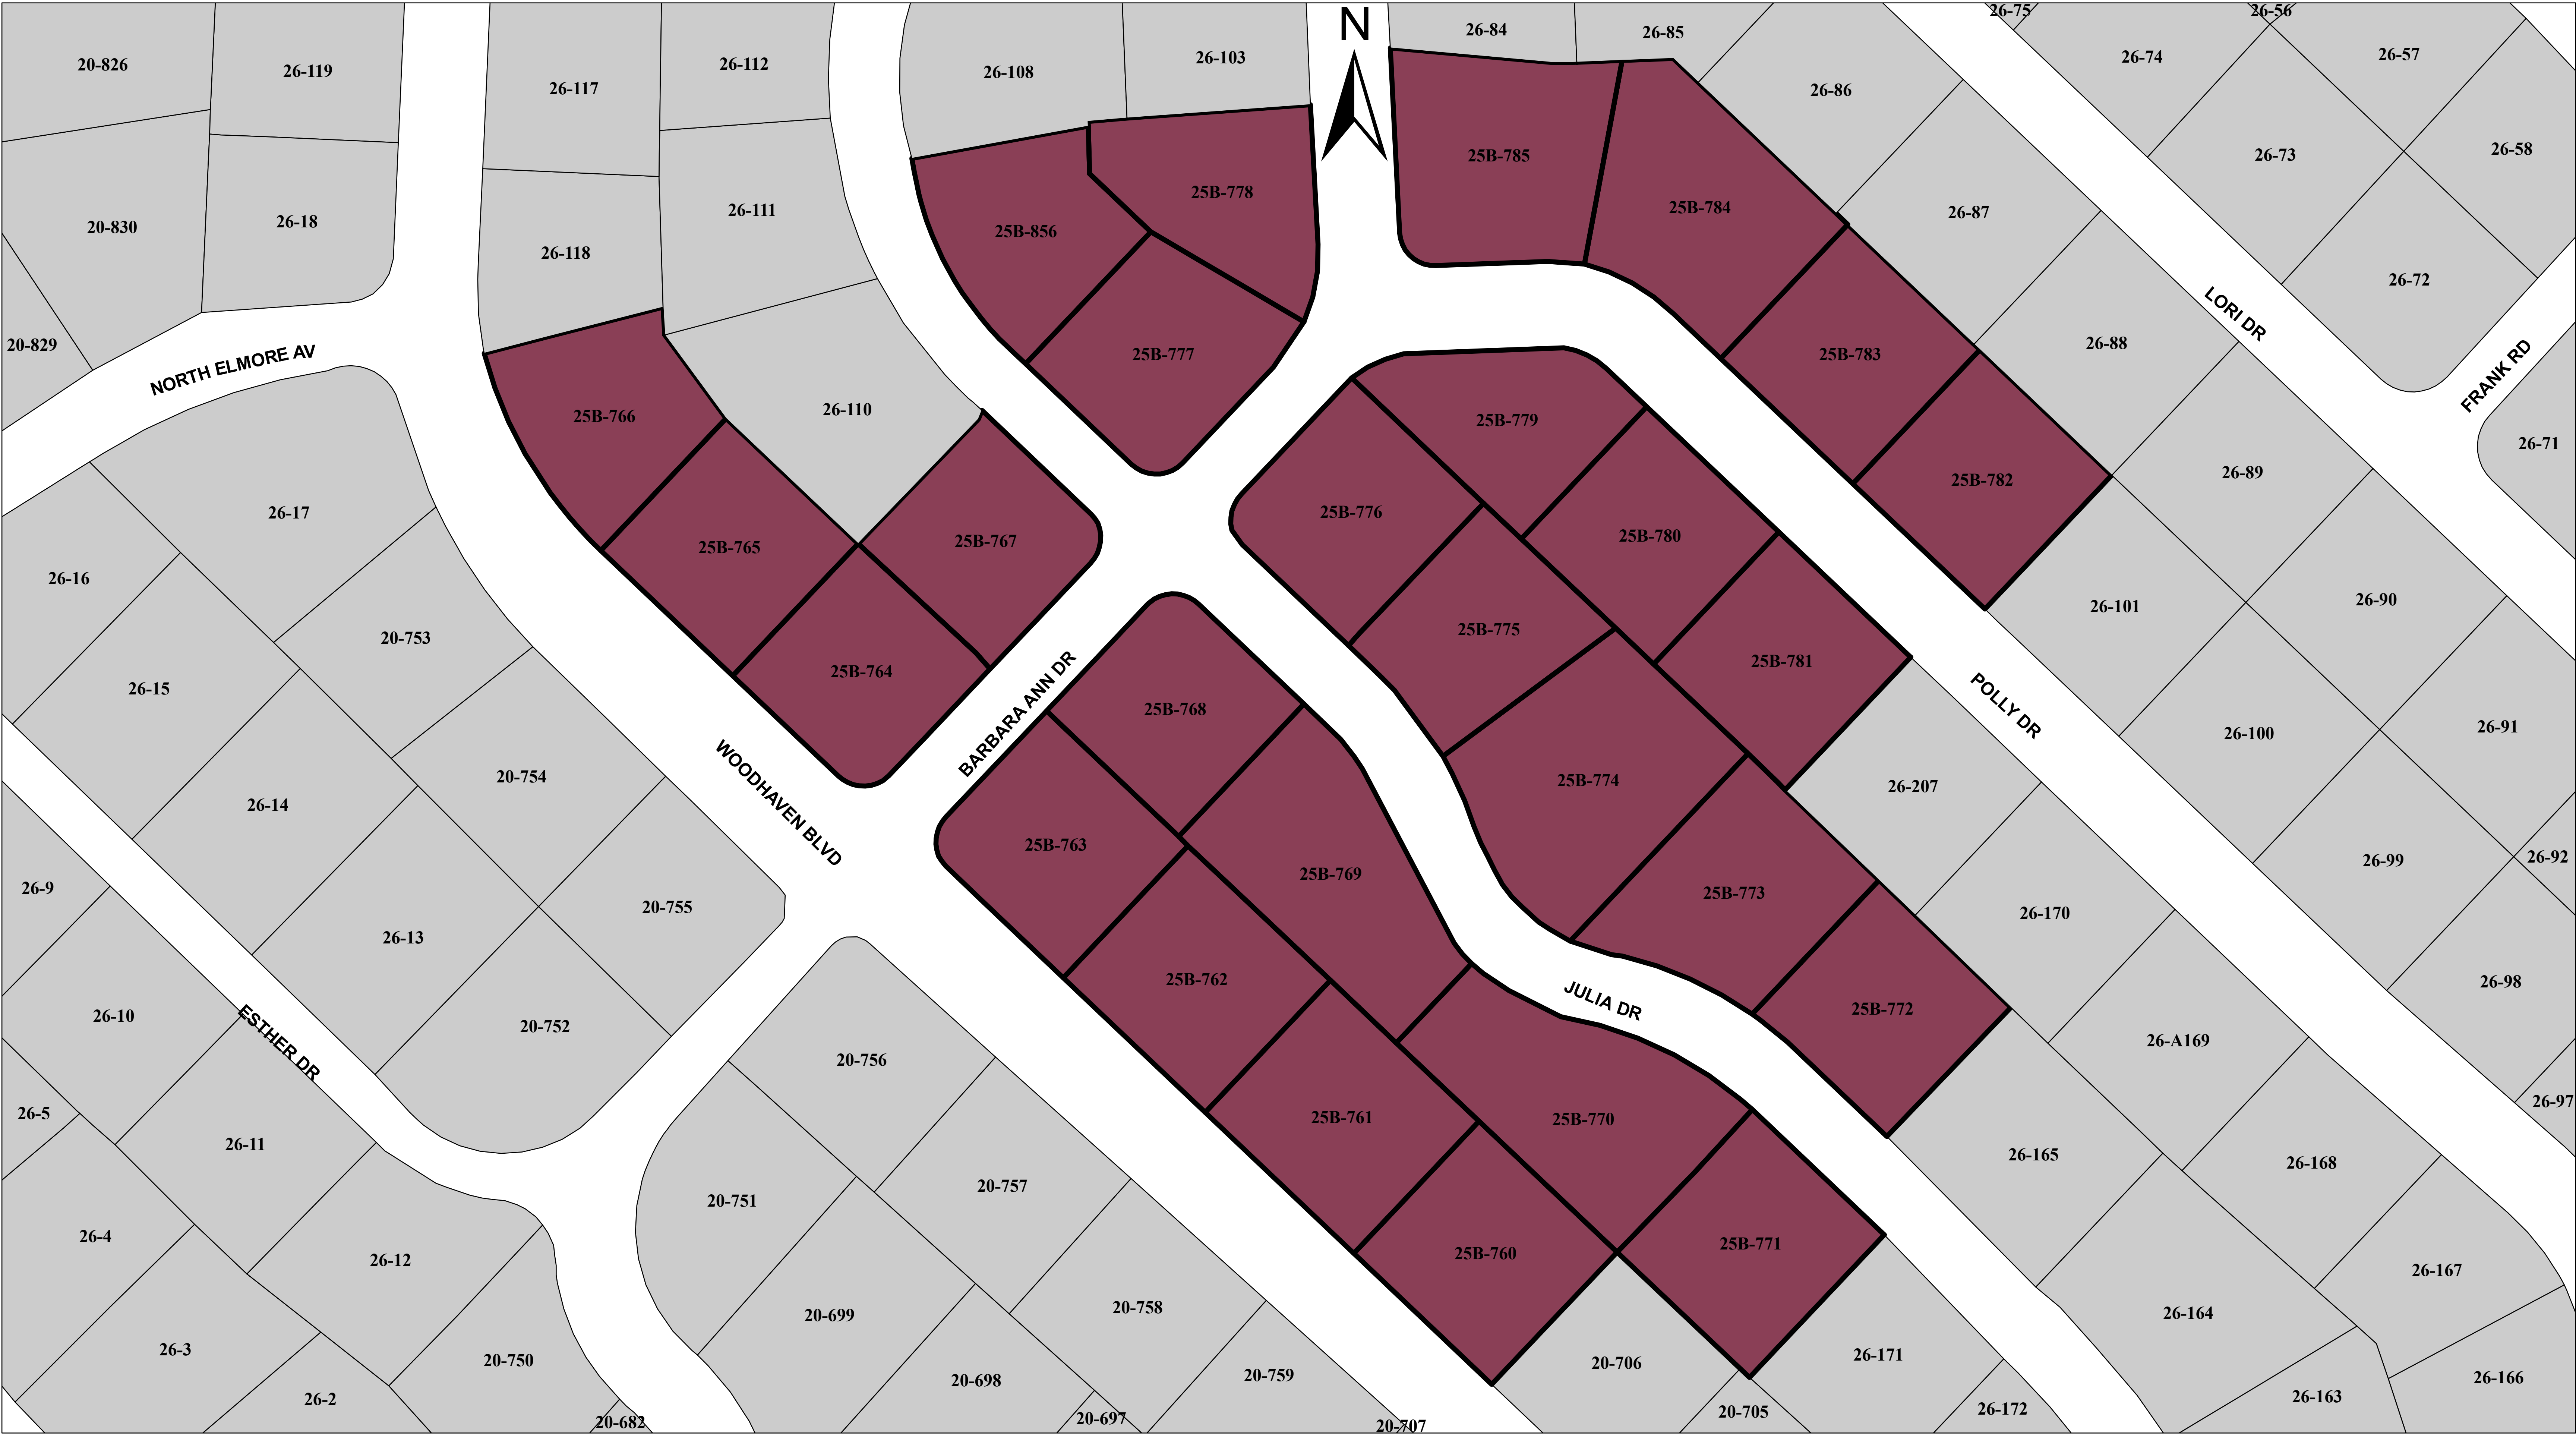 26-75
26-56
N
26-84
26-85
26-103
26-74
26-57
20-826
26-119
26-112
26-108
26-117
26-86
26-58
25B-785
26-73
25B-778
25B-784
26-111
26-87
26-18
20-830
25B-856
26-118
26-72
LORI DR
26-88
20-829
NORTH ELMORE AV
25B-777
25B-783
FRANK RD
26-110
25B-766
25B-779
26-71
26-89
25B-782
26-17
25B-776
25B-780
25B-767
25B-765
26-16
26-90
26-101
25B-775
20-753
25B-781
25B-764
26-15
BARBARA ANN DR
POLLY DR
25B-768
26-91
26-100
20-754
25B-774
26-207
WOODHAVEN BLVD
26-14
25B-763
26-92
26-99
25B-769
26-9
25B-773
20-755
26-170
26-13
25B-762
26-98
JULIA DR
25B-772
26-10
20-752
ESTHER DR
26-A169
20-756
26-97
26-5
25B-761
25B-770
26-11
26-165
26-168
20-757
20-751
26-4
25B-771
25B-760
26-12
26-167
20-758
26-164
20-699
26-3
26-171
20-750
20-706
20-759
26-166
20-698
26-163
26-2
26-172
20-705
20-697
20-682
20-707